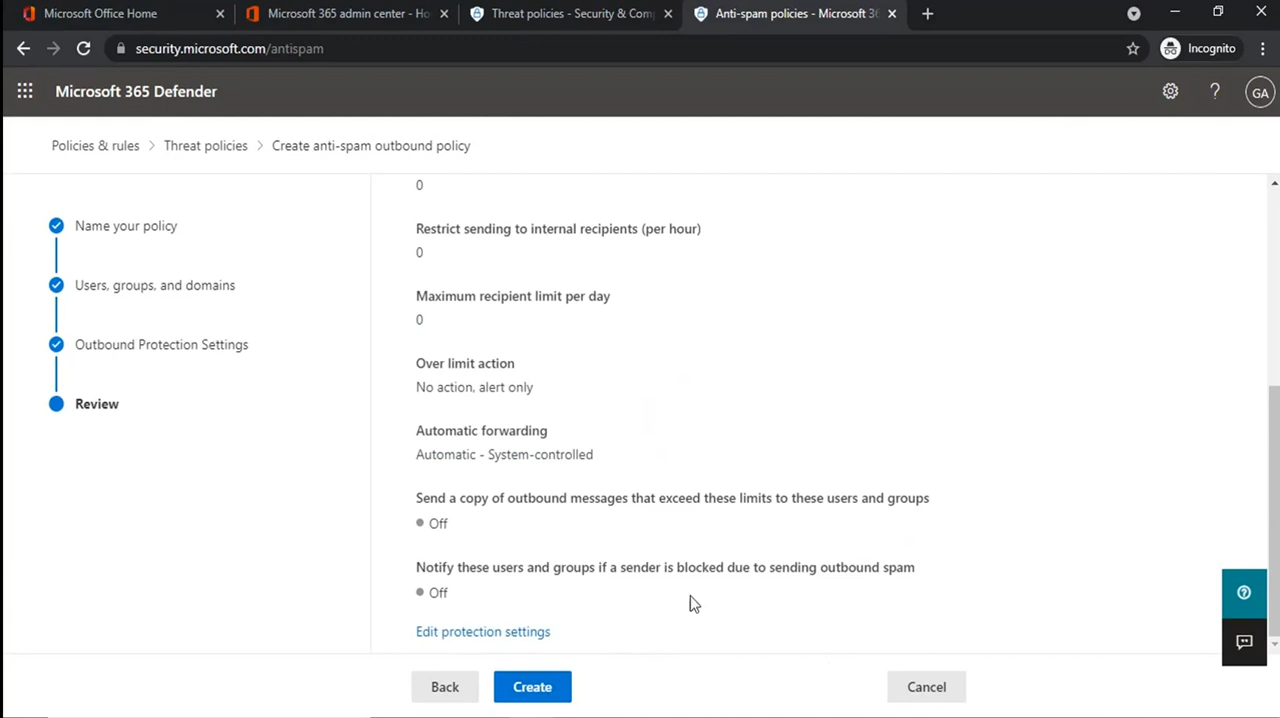 Microsoft Office Home
Microsoft 365 admin center - Ho
Threat policies - Security & Comp
Anti-spam policies - Microsoft 36
security.microsoft.com/antispam
Incognito
Microsoft 365 Defender
GA
Policies & rules > Threat policies > Create anti-spam outbound policy
Name your policy
Users, groups, and domains
Outbound Protection Settings
Review
0
Restrict sending to internal recipients (per hour)
0
Maximum recipient limit per day
0
Over limit action
No action, alert only
Automatic forwarding
Automatic - System-controlled
Send a copy of outbound messages that exceed these limits to these users and groups
Off
Notify these users and groups if a sender is blocked due to sending outbound spam
Off
Edit protection settings
Back
Create
Cancel